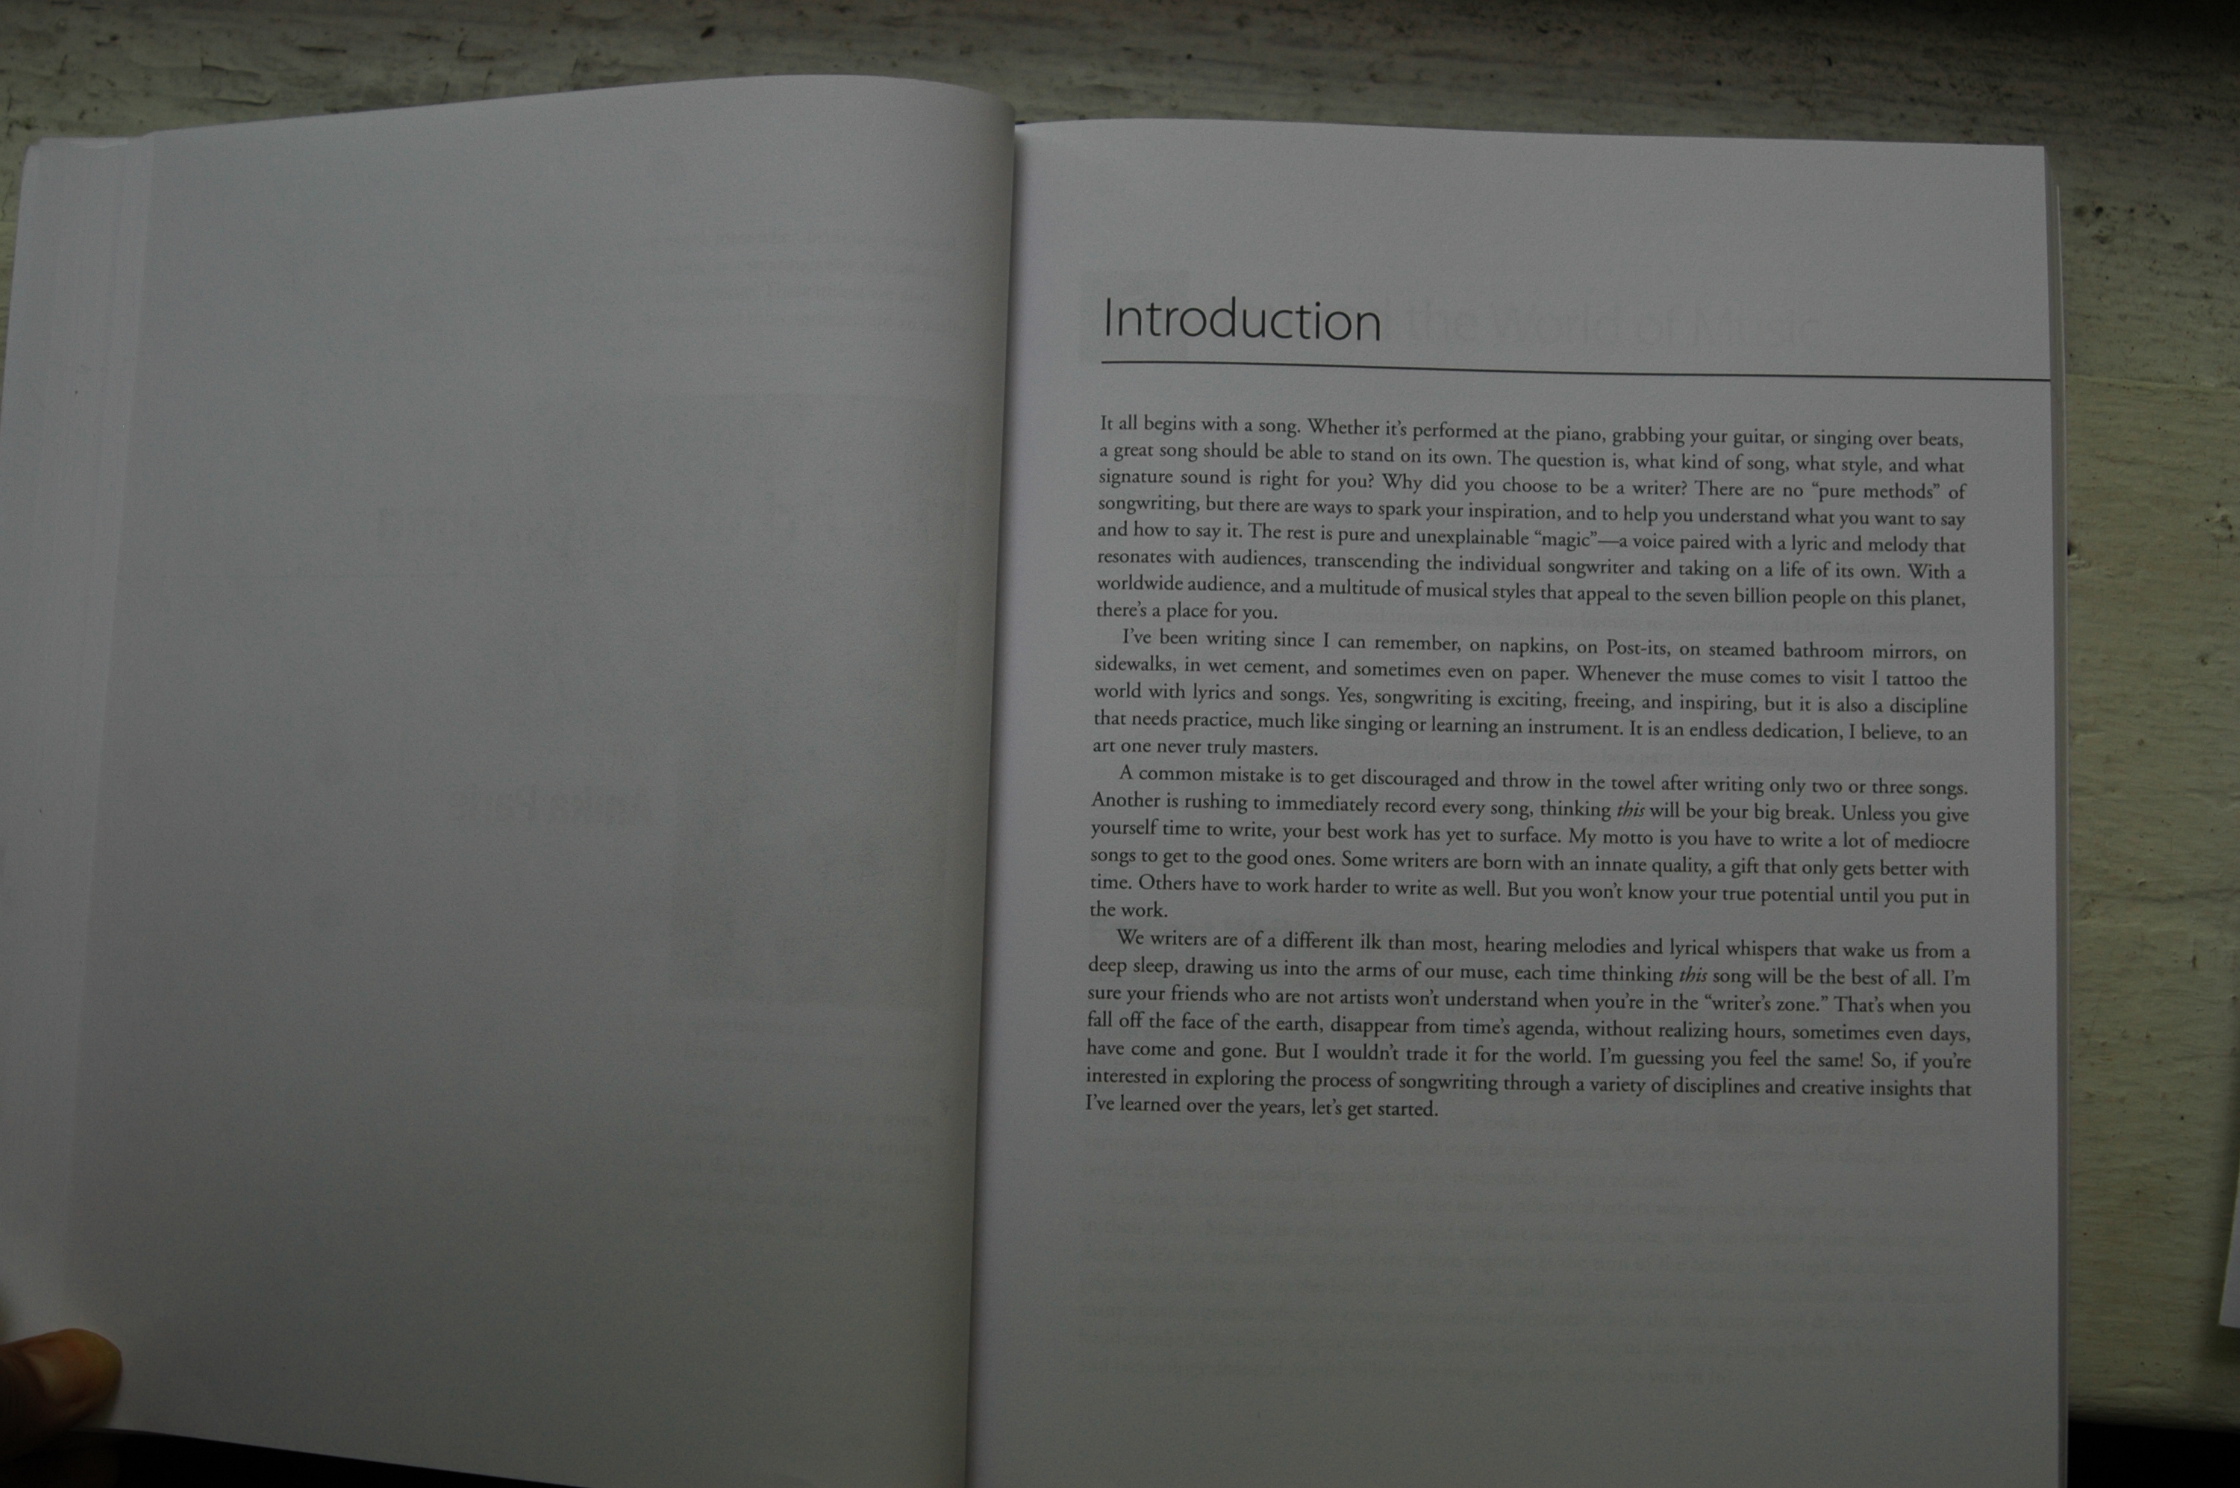 Introduction
It all begins with a song. Whether it's performed at the piano, grabbing your guitar, or singing over beats,
a great song should be able to stand on its own. The question is, what kind of song, what style, and what
signature sound is right for you? Why did you choose to be a writer? There are no “pure methods” of
songwriting, but there are ways to spark your inspiration, and to help you understand what you want to say
and how to say it. The rest is pure and unexplainable “magic”—a voice paired with a lyric and melody that
resonates with audiences, transcending the individual songwriter and taking on a life of its own. With a
worldwide audience, and a multitude of musical styles that appeal to the seven billion people on this planet,
there's a place for you.
I've been writing since I can remember, on napkins, on Post-its, on steamed bathroom mirrors, on
sidewalks, in wet cement, and sometimes even on paper. Whenever the muse comes to visit I tattoo the
world with lyrics and songs. Yes, songwriting is exciting, freeing, and inspiring, but it is also a discipline
that needs practice, much like singing or learning an instrument. It is an endless dedication, I believe, to an
art one never truly masters.
A common mistake is to get discouraged and throw in the towel after writing only two or three songs.
Another is rushing to immediately record every song, thinking this will be your big break. Unless you give
yourself time to write, your best work has yet to surface. My motto is you have to write a lot of mediocre
songs to get to the good ones. Some writers are born with an innate quality, a gift that only gets better with
time. Others have to work harder to write as well. But you won't know your true potential until you put in
the work.
We writers are of a different ilk than most, hearing melodies and lyrical whispers that wake us from a
deep sleep, drawing us into the arms of our muse, each time thinking this song will be the best of all. I'm
sure your friends who are not artists won't understand when you're in the “writer's zone.” That's when you
fall off the face of the earth, disappear from time's agenda, without realizing hours, sometimes even days,
have come and gone. But I wouldn't trade it for the world. I'm guessing you feel the same! So, if you're
interested in exploring the process of songwriting through a variety of disciplines and creative insights that
I've learned over the years, let's get started.